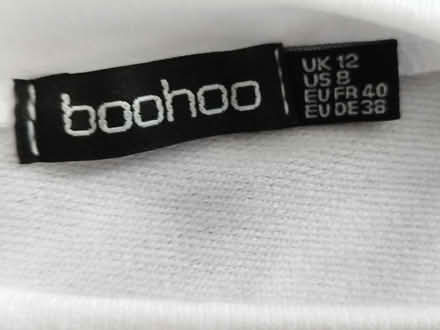 boohoo
UK 12
US 8
EU FR 40
EU DE 38